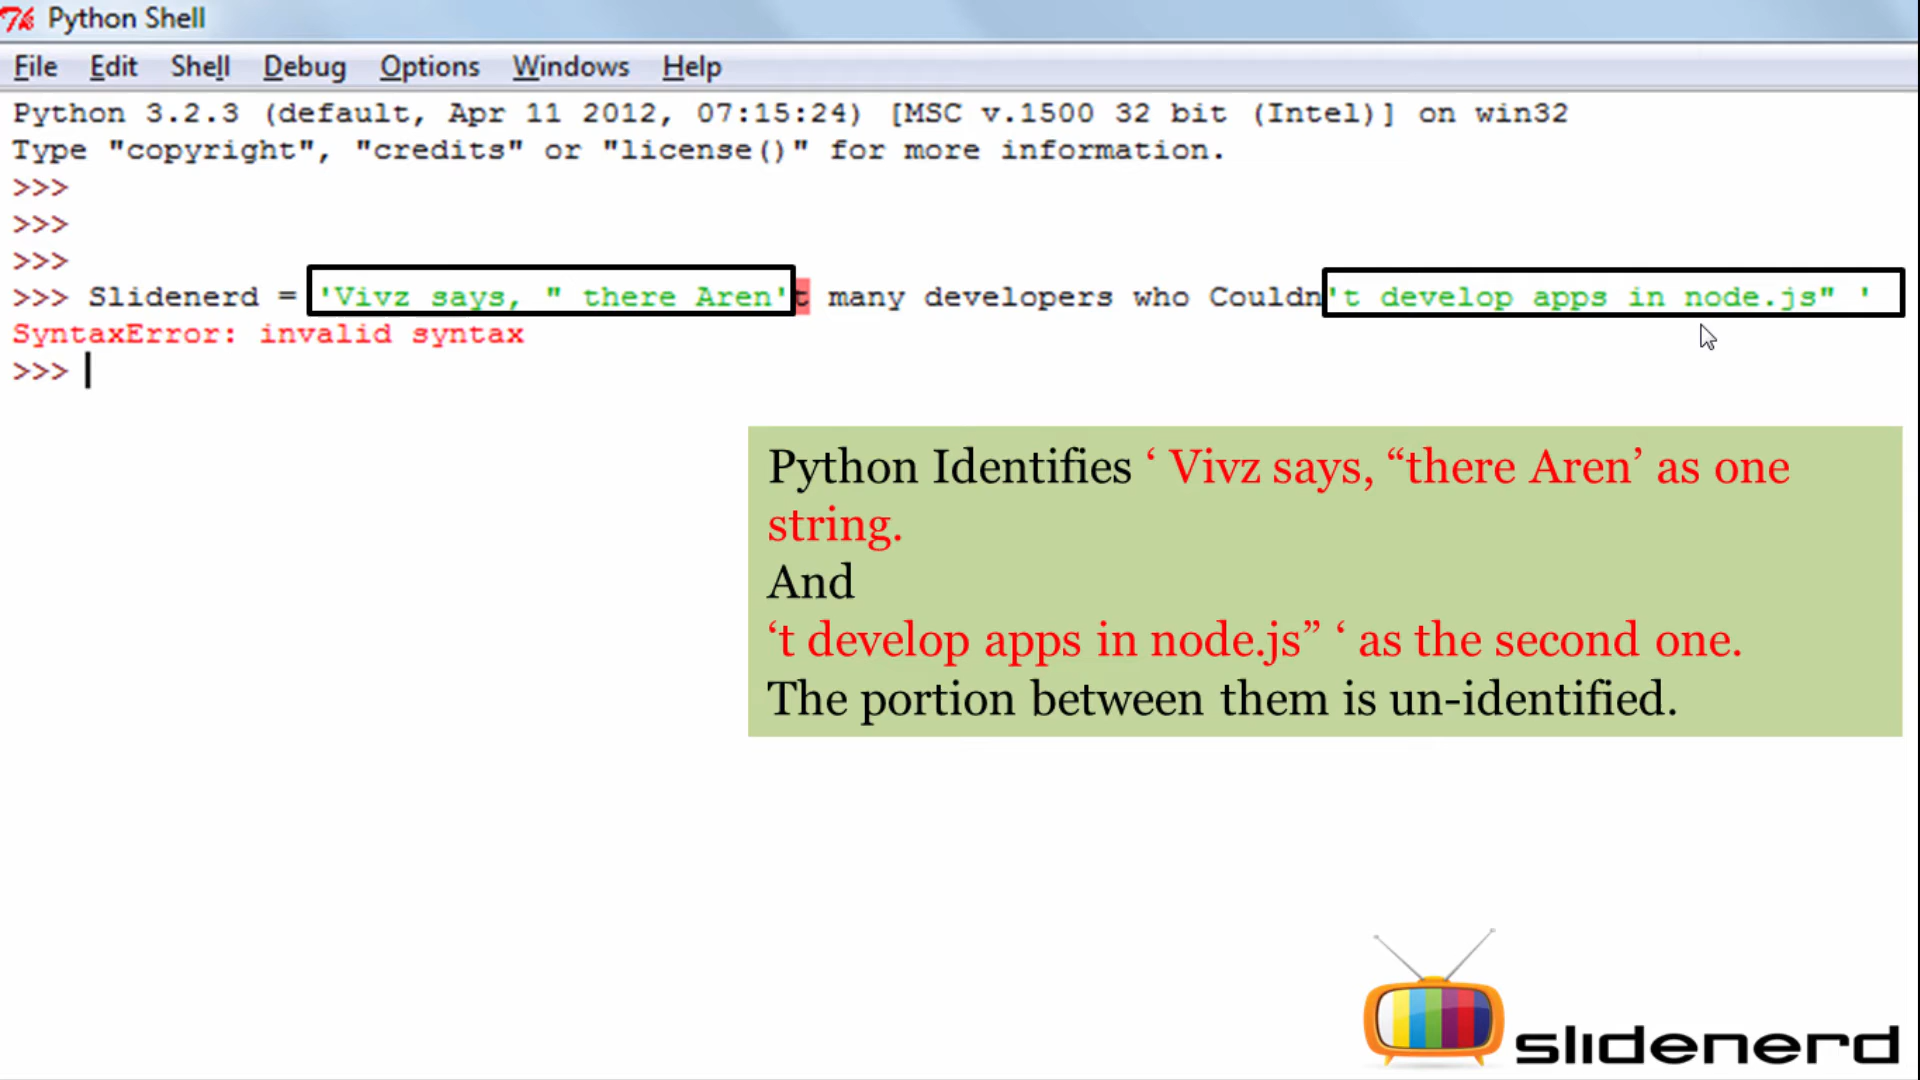 Python Shell
File Edit Shell Debug Options Windows Help
Python 3.2.3 (default, Apr 11 2012, 07:15:24) [MSC v.1500 32 bit (Intel)] on win32
Type "copyright", "credits" or "license()" for more information.
>>>
>>>
>>>
>>> Slidenerd = 'Vivz says, " there Aren't many developers who Couldn't develop apps in node.js" '
SyntaxError: invalid syntax
>>>
Python Identifies ‘ Vivz says, “there Aren’ as one
string.
And
‘t develop apps in node.js” ‘ as the second one.
The portion between them is un-identified.
slidenerd